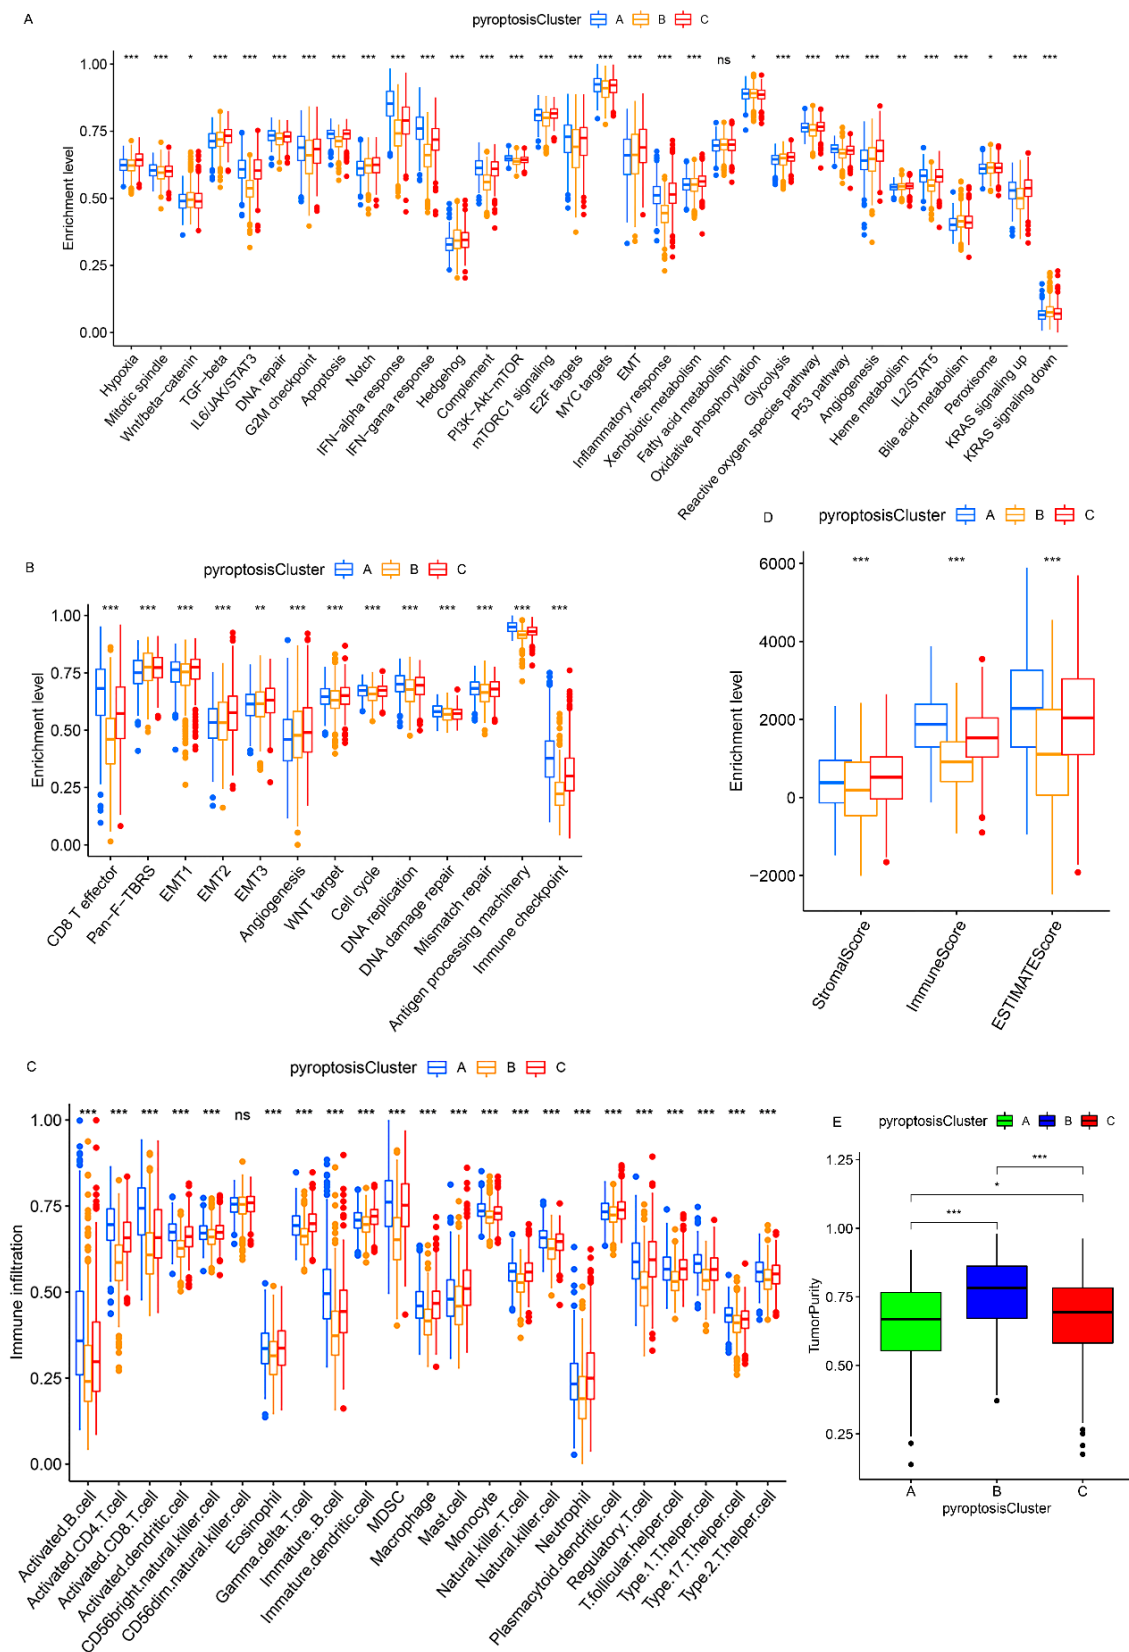 A
pyroptosisCluster A B C
*** *** * *** *** *** *** *** *** *** *** *** *** *** *** *** *** *** *** *** ns * *** *** *** *** ** *** *** * *** ***
Enrichment level
1.00
0.75
0.50
0.25
0.00
Hypoxia
Mitotic spindle
Wnt/beta−catenin
TGF−beta
IL6/JAK/STAT3
DNA repair
G2M checkpoint
Apoptosis
Notch
IFN−alpha response
IFN−gama response
Hedgehog
Complement
PI3K−Akt−mTOR
mTORC1 signaling
E2F targets
MYC targets
EMT
Inflammatory response
Xenobiotic metabolism
Fatty acid metabolism
Oxidative phosphorylation
Glycolysis
Reactive oxygen species pathway
P53 pathway
Angiogenesis
Heme metabolism
IL2/STAT5
Bile acid metabolism
Peroxisome
KRAS signaling up
KRAS signaling down
B
pyroptosisCluster A B C
*** *** *** *** ** *** *** *** *** *** *** *** ***
Enrichment level
1.00
0.75
0.50
0.25
0.00
CD8 T effector
Pan−F−TBRS
EMT1
EMT2
EMT3
Angiogenesis
WNT target
Cell cycle
DNA replication
DNA damage repair
Mismatch repair
Antigen processing machinery
Immune checkpoint
D
pyroptosisCluster A B C
*** *** ***
Enrichment level
6000
4000
2000
0
−2000
StromalScore
ImmuneScore
ESTIMATEScore
C
pyroptosisCluster A B C
*** *** *** *** *** ns *** *** *** *** *** *** *** *** *** *** *** *** *** *** *** *** ***
Immune infiltration
1.00
0.75
0.50
0.25
0.00
Activated.B.cell
Activated.CD4.T.cell
Activated.CD8.T.cell
Activated.dendritic.cell
CD56bright.natural.killer.cell
CD56dim.natural.killer.cell
Eosinophil
Gamma.delta.T.cell
Immature..B.cell
Immature.dendritic.cell
MDSC
Macrophage
Mast.cell
Monocyte
Natural.killer.T.cell
Natural.killer.cell
Neutrophil
Plasmacytoid.dendritic.cell
Regulatory.T.cell
T.follicular.helper.cell
Type.1.T.helper.cell
Type.17.T.helper.cell
Type.2.T.helper.cell
E
pyroptosisCluster A B C
***
*
***
TumorPurity
1.25
1.00
0.75
0.50
0.25
A B C
pyroptosisCluster